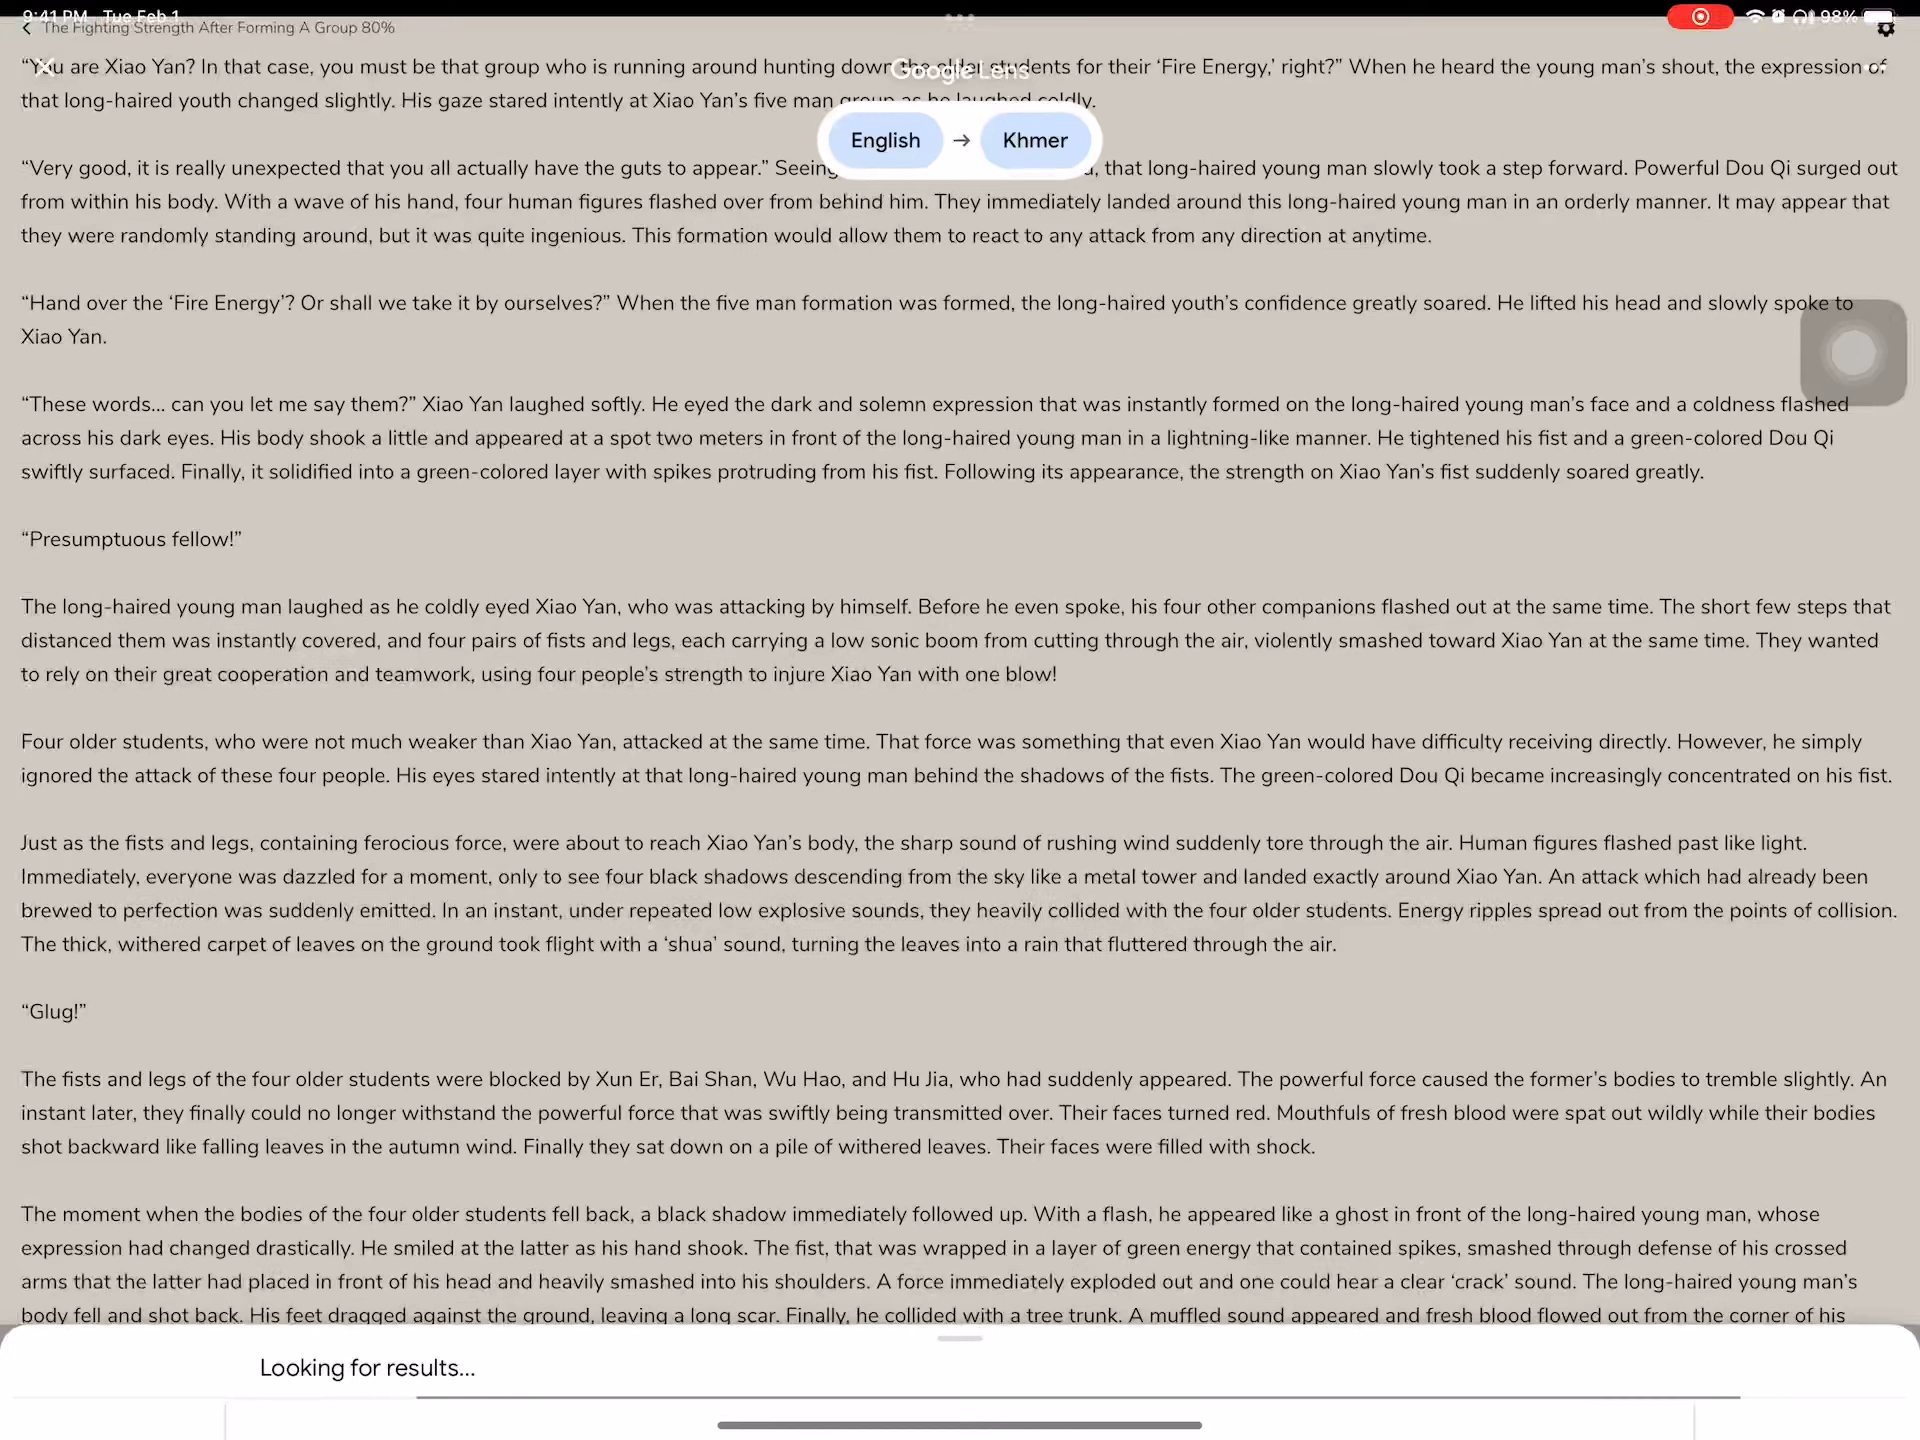 9:41 PM Tue Feb 1
98%
The Fighting Strength After Forming A Group 80%
Google Lens
“You are Xiao Yan? In that case, you must be that group who is running around hunting down the older students for their ‘Fire Energy,’ right?” When he heard the young man’s shout, the expression of
that long-haired youth changed slightly. His gaze stared intently at Xiao Yan’s five man group as he laughed coldly.
English → Khmer
“Very good, it is really unexpected that you all actually have the guts to appear.” Seeing that long-haired young man slowly took a step forward. Powerful Dou Qi surged out
from within his body. With a wave of his hand, four human figures flashed over from behind him. They immediately landed around this long-haired young man in an orderly manner. It may appear that
they were randomly standing around, but it was quite ingenious. This formation would allow them to react to any attack from any direction at anytime.
“Hand over the ‘Fire Energy’? Or shall we take it by ourselves?” When the five man formation was formed, the long-haired youth’s confidence greatly soared. He lifted his head and slowly spoke to
Xiao Yan.
“These words... can you let me say them?” Xiao Yan laughed softly. He eyed the dark and solemn expression that was instantly formed on the long-haired young man’s face and a coldness flashed
across his dark eyes. His body shook a little and appeared at a spot two meters in front of the long-haired young man in a lightning-like manner. He tightened his fist and a green-colored Dou Qi
swiftly surfaced. Finally, it solidified into a green-colored layer with spikes protruding from his fist. Following its appearance, the strength on Xiao Yan’s fist suddenly soared greatly.
“Presumptuous fellow!”
The long-haired young man laughed as he coldly eyed Xiao Yan, who was attacking by himself. Before he even spoke, his four other companions flashed out at the same time. The short few steps that
distanced them was instantly covered, and four pairs of fists and legs, each carrying a low sonic boom from cutting through the air, violently smashed toward Xiao Yan at the same time. They wanted
to rely on their great cooperation and teamwork, using four people’s strength to injure Xiao Yan with one blow!
Four older students, who were not much weaker than Xiao Yan, attacked at the same time. That force was something that even Xiao Yan would have difficulty receiving directly. However, he simply
ignored the attack of these four people. His eyes stared intently at that long-haired young man behind the shadows of the fists. The green-colored Dou Qi became increasingly concentrated on his fist.
Just as the fists and legs, containing ferocious force, were about to reach Xiao Yan’s body, the sharp sound of rushing wind suddenly tore through the air. Human figures flashed past like light.
Immediately, everyone was dazzled for a moment, only to see four black shadows descending from the sky like a metal tower and landed exactly around Xiao Yan. An attack which had already been
brewed to perfection was suddenly emitted. In an instant, under repeated low explosive sounds, they heavily collided with the four older students. Energy ripples spread out from the points of collision.
The thick, withered carpet of leaves on the ground took flight with a ‘shua’ sound, turning the leaves into a rain that fluttered through the air.
“Glug!”
The fists and legs of the four older students were blocked by Xun Er, Bai Shan, Wu Hao, and Hu Jia, who had suddenly appeared. The powerful force caused the former’s bodies to tremble slightly. An
instant later, they finally could no longer withstand the powerful force that was swiftly being transmitted over. Their faces turned red. Mouthfuls of fresh blood were spat out wildly while their bodies
shot backward like falling leaves in the autumn wind. Finally they sat down on a pile of withered leaves. Their faces were filled with shock.
The moment when the bodies of the four older students fell back, a black shadow immediately followed up. With a flash, he appeared like a ghost in front of the long-haired young man, whose
expression had changed drastically. He smiled at the latter as his hand shook. The fist, that was wrapped in a layer of green energy that contained spikes, smashed through defense of his crossed
arms that the latter had placed in front of his head and heavily smashed into his shoulders. A force immediately exploded out and one could hear a clear ‘crack’ sound. The long-haired young man’s
body fell and shot back. His feet dragged against the ground, leaving a long scar. Finally, he collided with a tree trunk. A muffled sound appeared and fresh blood flowed out from the corner of his
Looking for results...